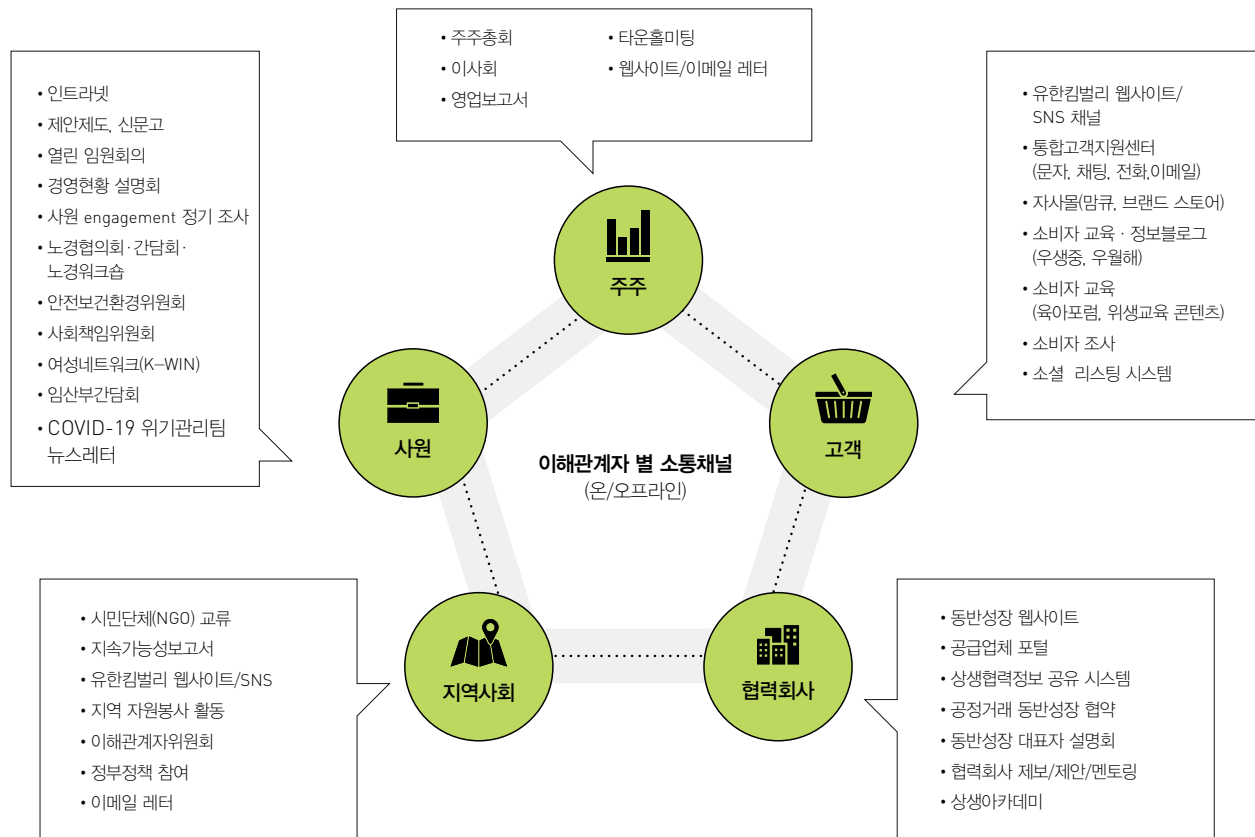 • 주주총회
• 이사회
• 영업보고서
• 타운홀미팅
• 웹사이트/이메일 레터
• 인트라넷
• 제안제도, 신문고
• 열린 임원회의
• 경영현황 설명회
• 사원 engagement 정기 조사
• 노경협의회·간담회·
노경워크숍
• 안전보건환경위원회
• 사회책임위원회
• 여성네트워크(K–WIN)
• 임산부간담회
• COVID-19 위기관리팀
뉴스레터
• 유한킴벌리 웹사이트/
SNS 채널
• 통합고객지원센터
(문자, 채팅, 전화,이메일)
• 자사몰(맘큐, 브랜드 스토어)
• 소비자 교육 · 정보블로그
(우생중, 우월해)
• 소비자 교육
(육아포럼, 위생교육 콘텐츠)
• 소비자 조사
• 소셜 리스팅 시스템
주주
사원
고객
이해관계자 별 소통채널
(온/오프라인)
지역사회
협력회사
• 시민단체(NGO) 교류
• 지속가능성보고서
• 유한킴벌리 웹사이트/SNS
• 지역 자원봉사 활동
• 이해관계자위원회
• 정부정책 참여
• 이메일 레터
• 동반성장 웹사이트
• 공급업체 포털
• 상생협력정보 공유 시스템
• 공정거래 동반성장 협약
• 동반성장 대표자 설명회
• 협력회사 제보/제안/멘토링
• 상생아카데미